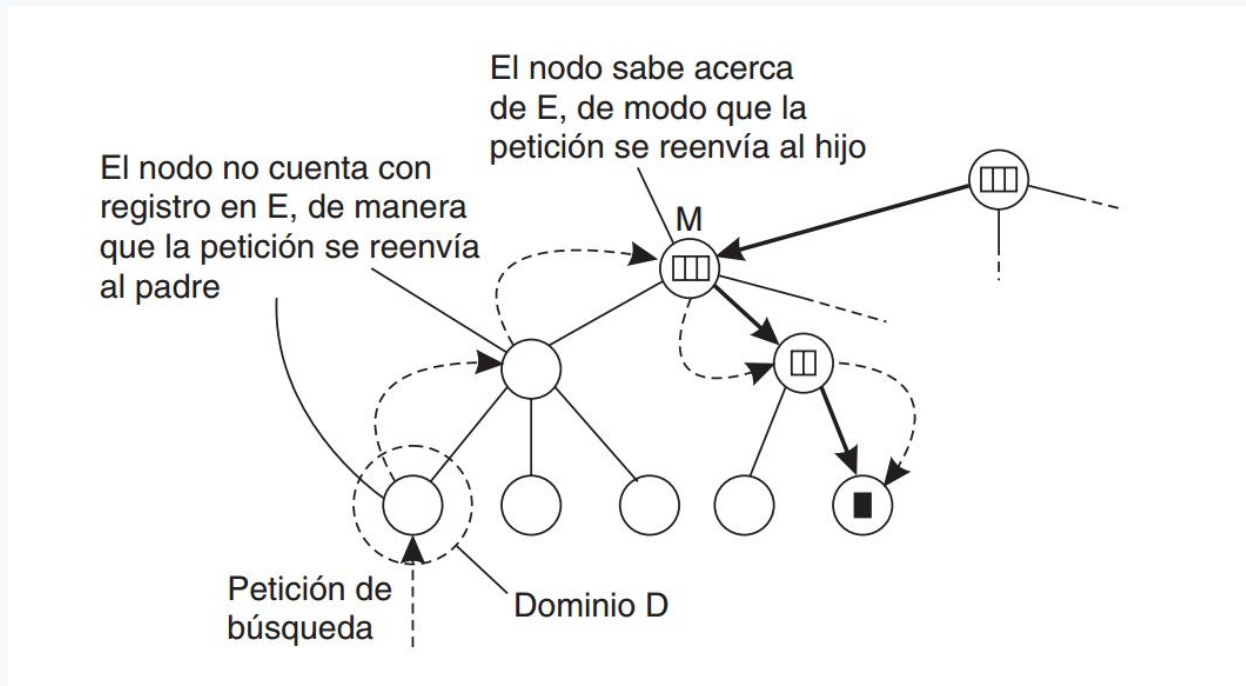 El nodo sabe acerca
de E, de modo que la
petición se reenvía al hijo
El nodo no cuenta con
registro en E, de manera
que la petición se reenvía
al padre
M
Petición de
búsqueda
Dominio D